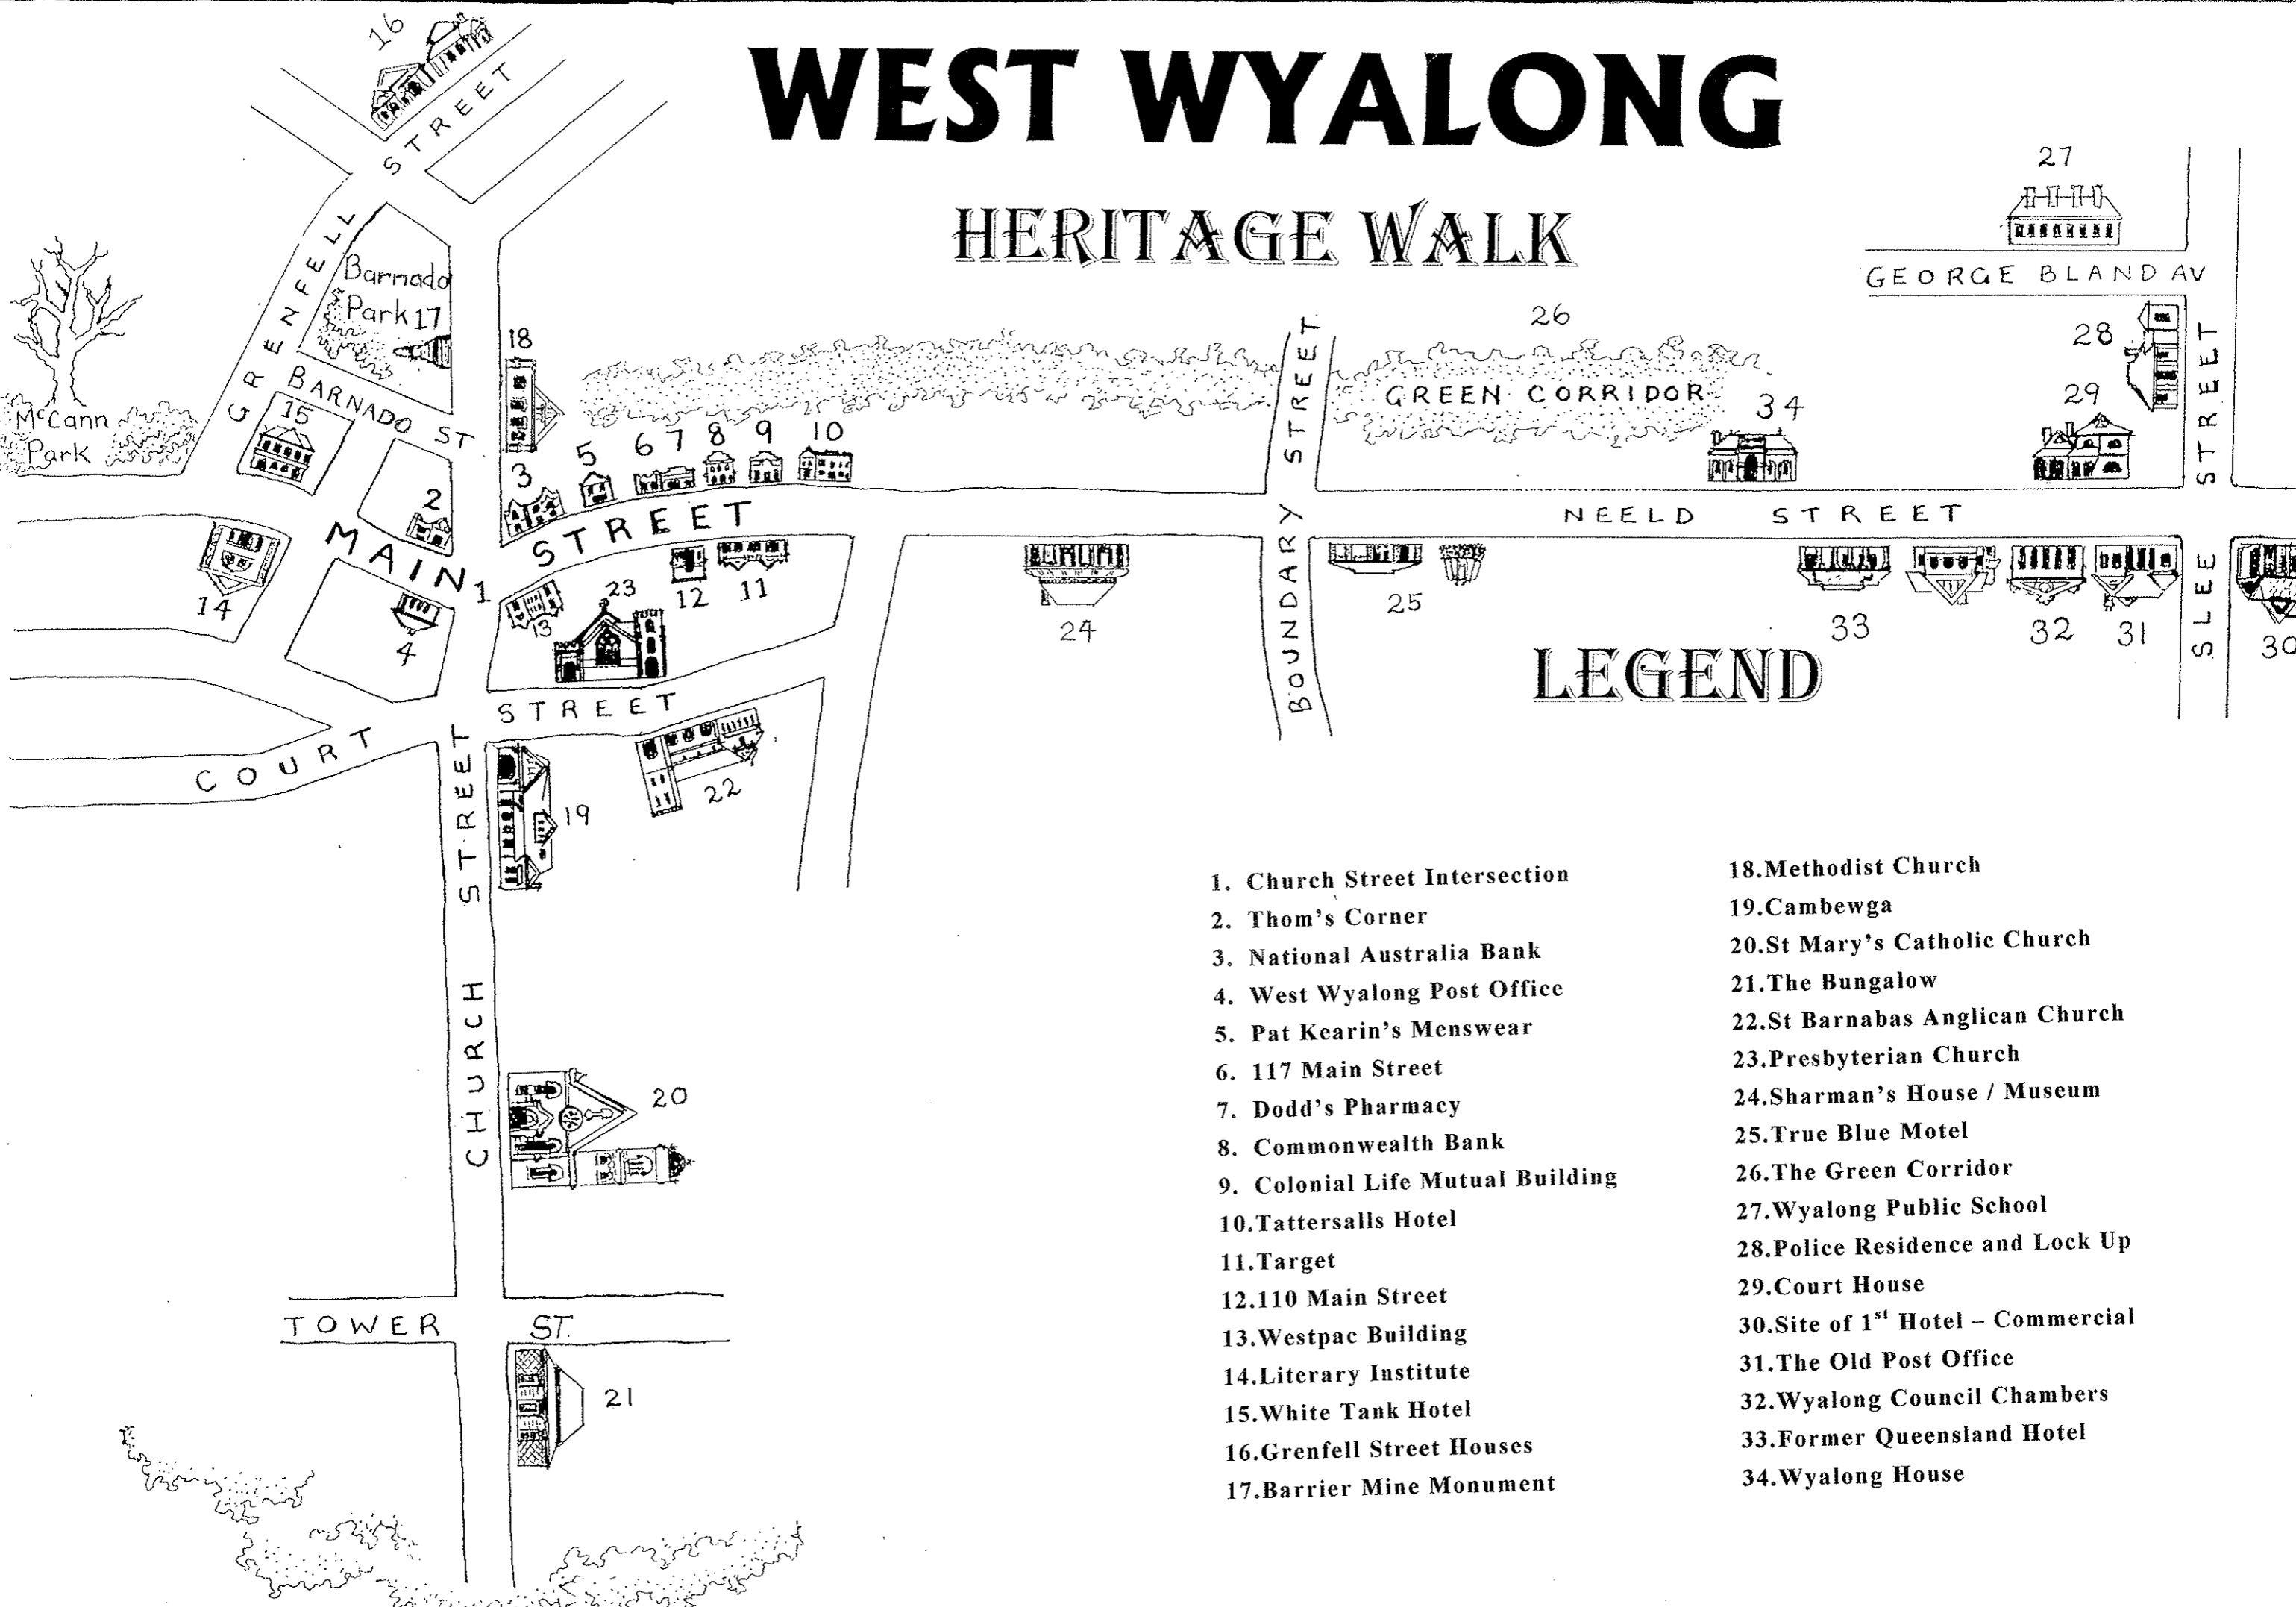 WEST WYALONG
HERITAGE WALK
16
STREET
GRENFELL
Barnado
Park 17
BARNADO ST
McCann
Park
15
2
14
MAIN
1
STREET
4
18
3
5
6
7
8
9
10
13
23
12
11
COURT
STREET
22
19
CHURCH STREET
20
TOWER ST.
21
24
BOUNDARY STREET
26
GREEN CORRIDOR
34
NEELD STREET
25
27
GEORGE BLAND AV
28
29
SLEE STREET
33
32
31
30
LEGEND
1. Church Street Intersection
2. Thom's Corner
3. National Australia Bank
4. West Wyalong Post Office
5. Pat Kearin's Menswear
6. 117 Main Street
7. Dodd's Pharmacy
8. Commonwealth Bank
9. Colonial Life Mutual Building
10.Tattersalls Hotel
11.Target
12.110 Main Street
13.Westpac Building
14.Literary Institute
15.White Tank Hotel
16.Grenfell Street Houses
17.Barrier Mine Monument
18.Methodist Church
19.Cambewga
20.St Mary's Catholic Church
21.The Bungalow
22.St Barnabas Anglican Church
23.Presbyterian Church
24.Sharman's House / Museum
25.True Blue Motel
26.The Green Corridor
27.Wyalong Public School
28.Police Residence and Lock Up
29.Court House
30.Site of 1st Hotel – Commercial
31.The Old Post Office
32.Wyalong Council Chambers
33.Former Queensland Hotel
34.Wyalong House